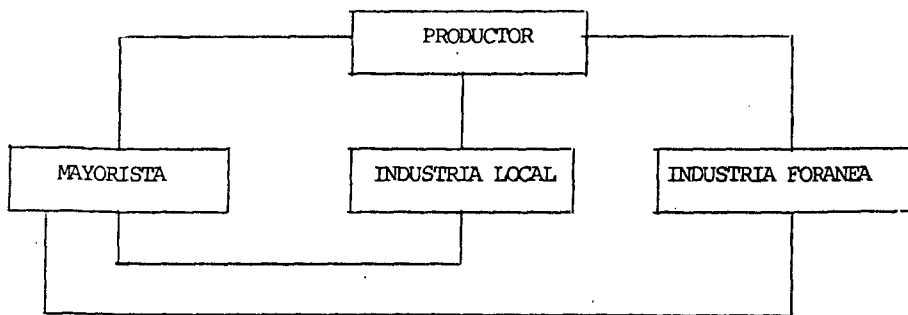 PRODUCTOR
MAYORISTA
INDUSTRIA LOCAL
INDUSTRIA FORANEA